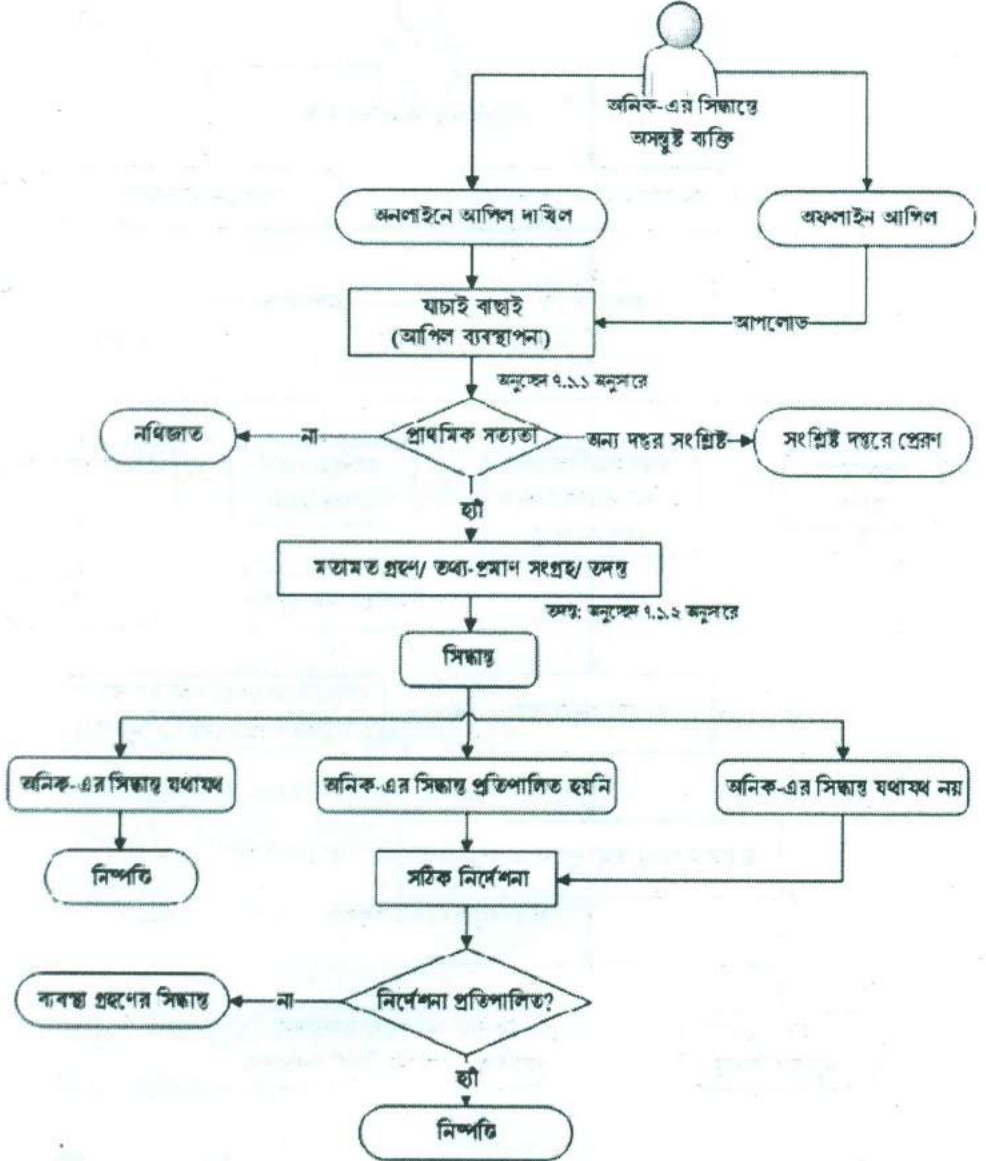 অনিক-এর সিদ্ধান্তে
অসন্তুষ্ট ব্যক্তি
অনলাইনে আপিল দাখিল
অফলাইন আপিল
যাচাই বাছাই
(আপিল ব্যবস্থাপনা)
আপলোড
অনুচ্ছেদ ৭.১.১ অনুসারে
নথিজাত
না
প্রাথমিক সত্যতা
অন্য দপ্তর সংশ্লিষ্ট
সংশ্লিষ্ট দপ্তরে প্রেরণ
হ্যাঁ
মতামত গ্রহণ/ তথ্য-প্রমাণ সংগ্রহ/ তদন্ত
তদন্ত: অনুচ্ছেদ ৭.১.২ অনুসারে
সিদ্ধান্ত
অনিক-এর সিদ্ধান্ত যথাযথ
অনিক-এর সিদ্ধান্ত প্রতিপালিত হয়নি
অনিক-এর সিদ্ধান্ত যথাযথ নয়
নিষ্পত্তি
সঠিক নির্দেশনা
ব্যবস্থা গ্রহণের সিদ্ধান্ত
না
নির্দেশনা প্রতিপালিত?
হ্যাঁ
নিষ্পত্তি